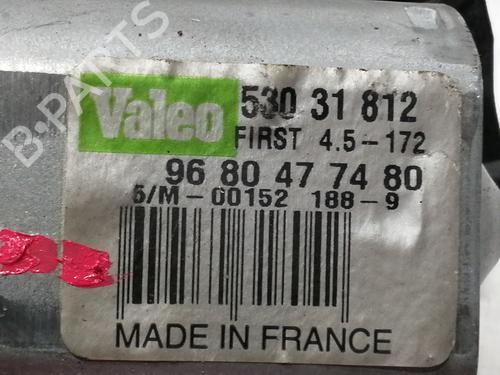 B-PARTS
Valeo 530 31 812
FIRST 4.5-172
96 80 47 74 80
6/M-00152 188-9
MADE IN FRANCE